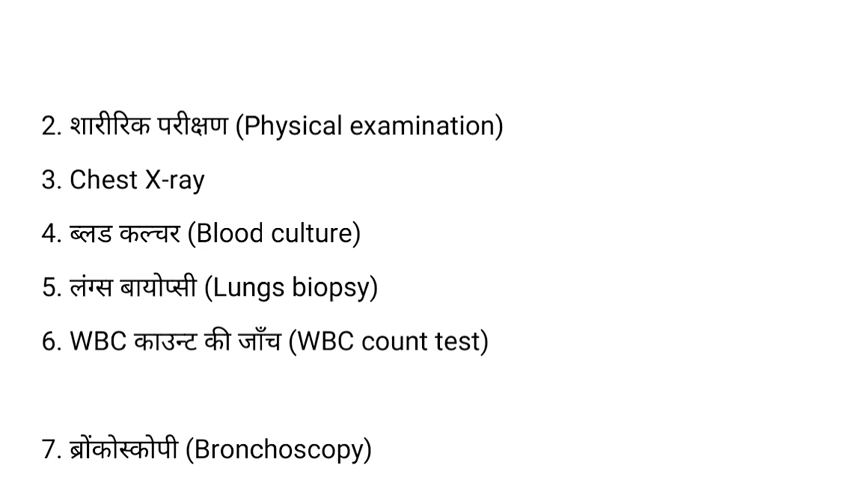 2. शारीरिक परीक्षण (Physical examination)
3. Chest X-ray
4. ब्लड कल्चर (Blood culture)
5. लंग्स बायोप्सी (Lungs biopsy)
6. WBC काउन्ट की जाँच (WBC count test)
7. ब्रोंकोस्कोपी (Bronchoscopy)